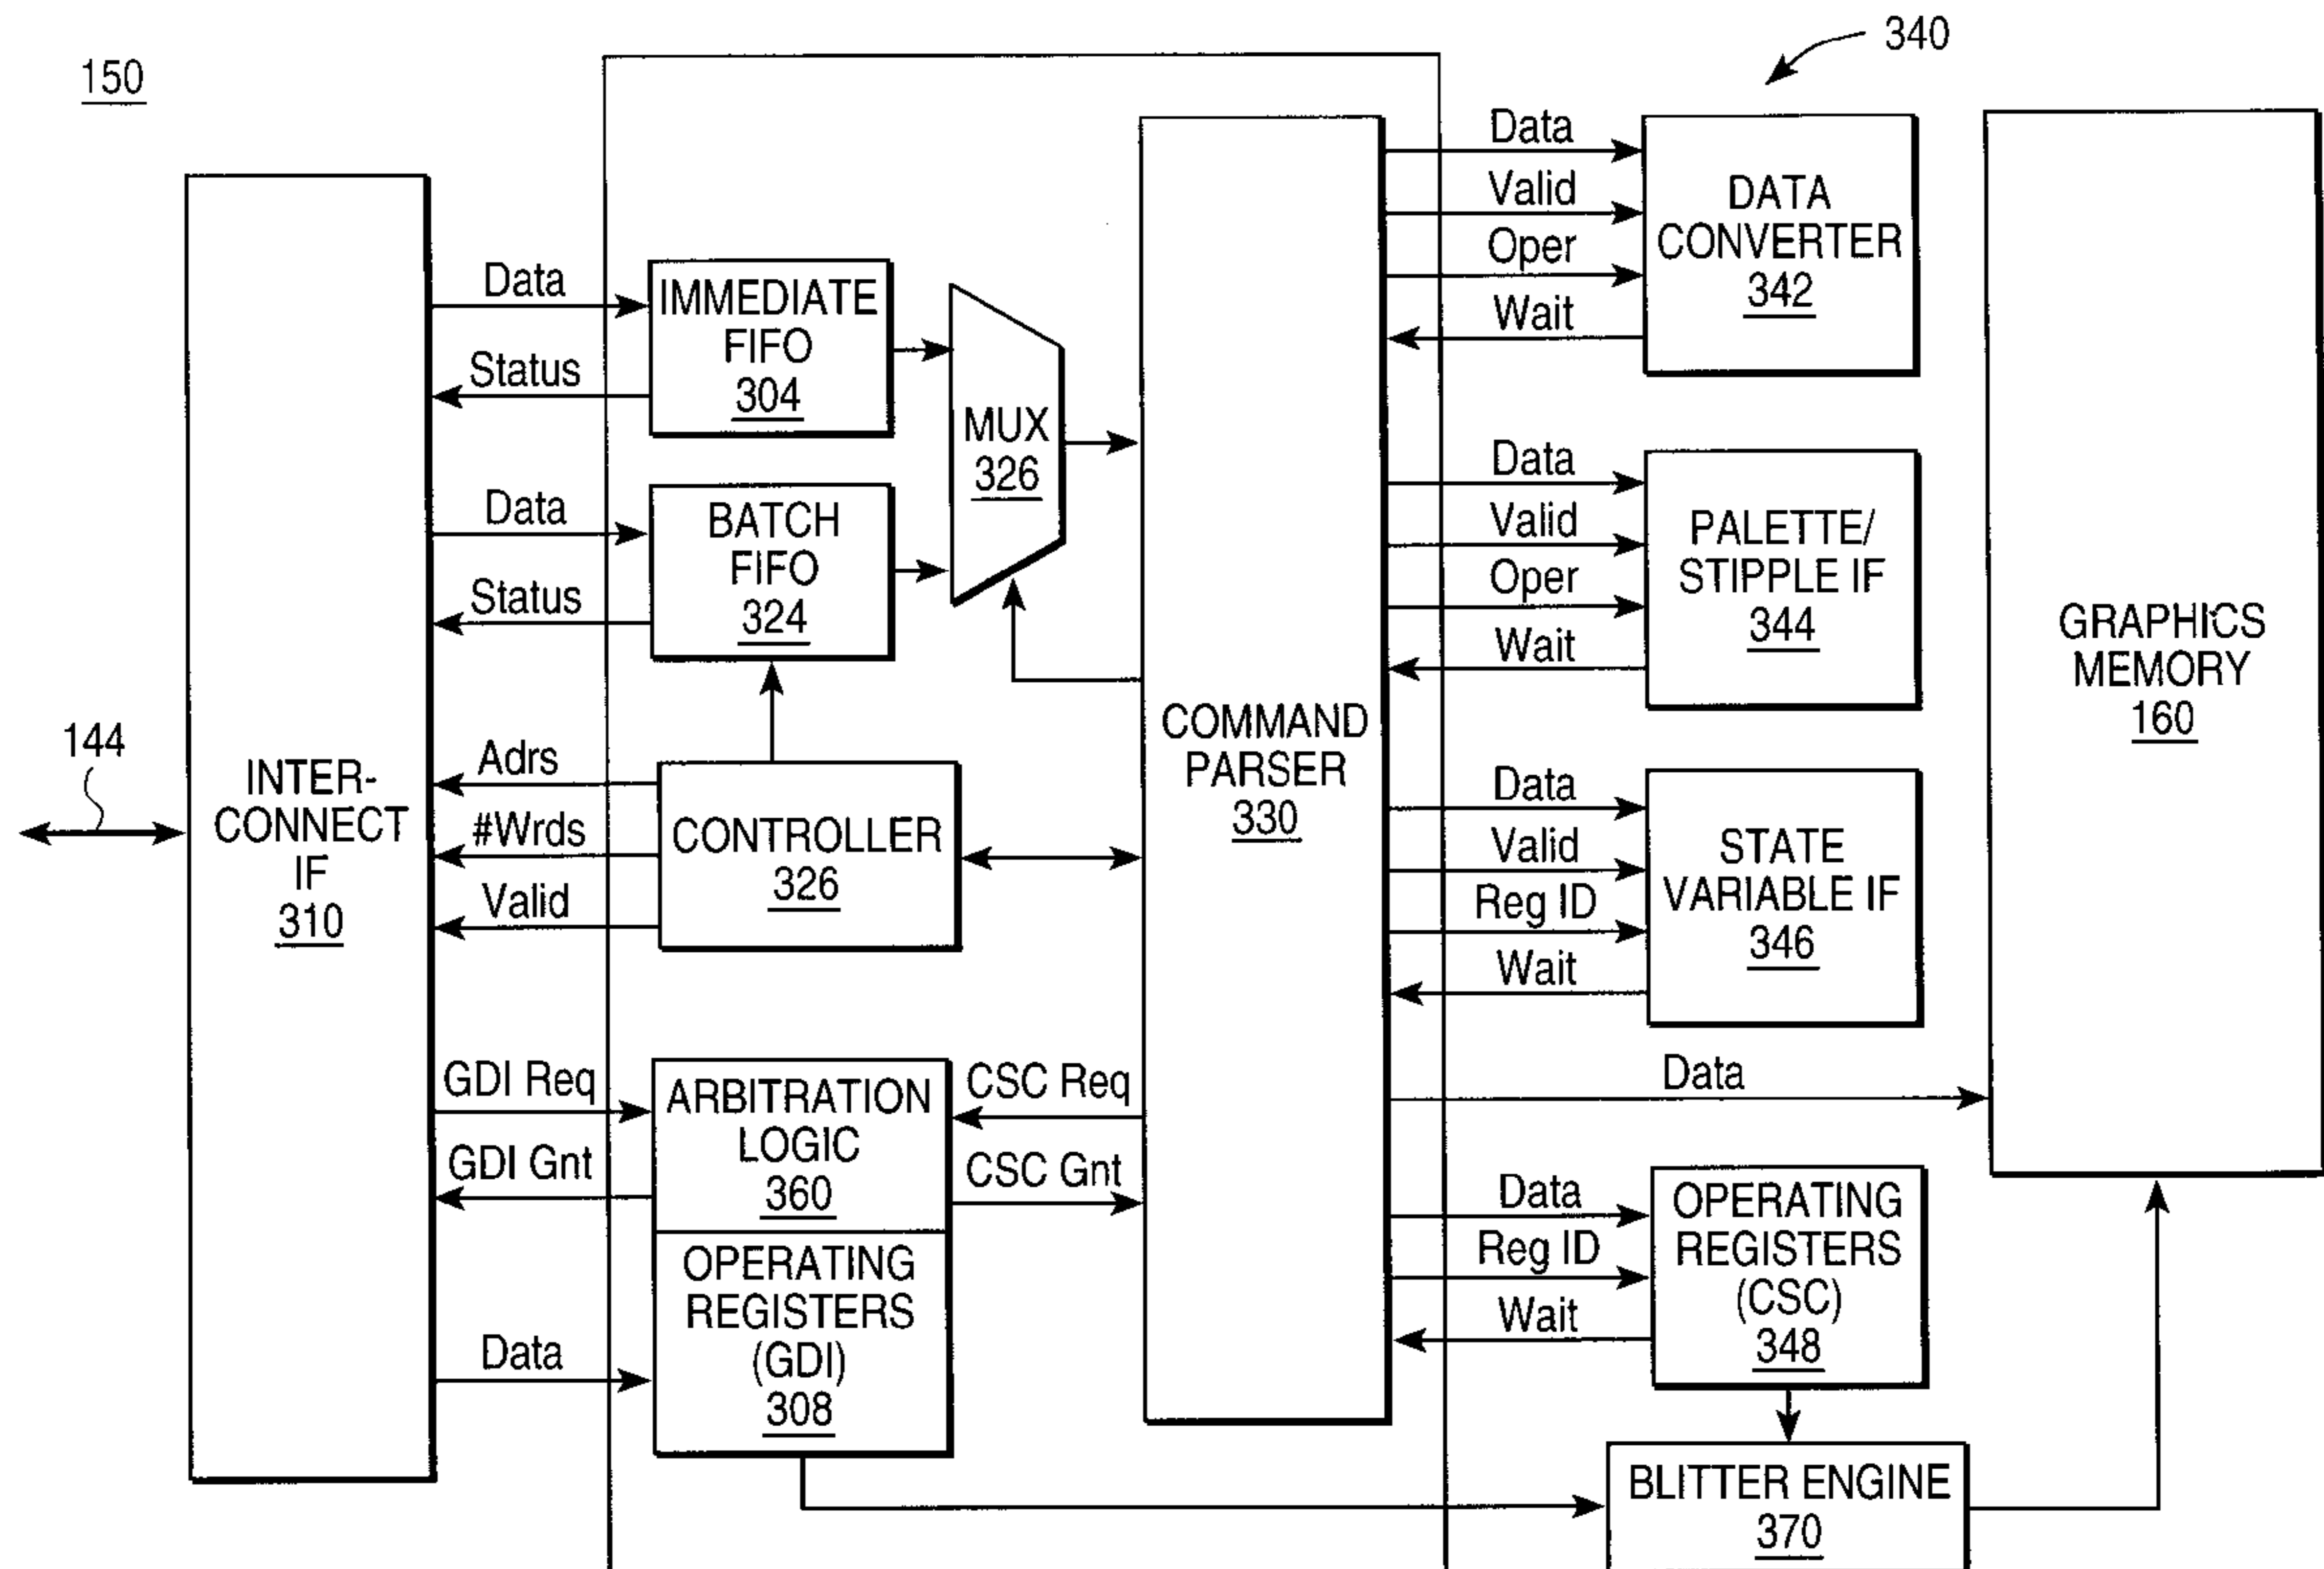 150
340
INTER-
CONNECT
IF
310
144
Data
Status
Data
Status
Adrs
#Wrds
Valid
GDI Req
GDI Gnt
Data
IMMEDIATE
FIFO
304
BATCH
FIFO
324
MUX
326
CONTROLLER
326
ARBITRATION
LOGIC
360
OPERATING
REGISTERS
(GDI)
308
CSC Req
CSC Gnt
COMMAND
PARSER
330
Data
Valid
Oper
Wait
DATA
CONVERTER
342
Data
Valid
Oper
Wait
PALETTE/
STIPPLE IF
344
Data
Valid
Reg ID
Wait
STATE
VARIABLE IF
346
Data
GRAPHICS
MEMORY
160
Data
Reg ID
Wait
OPERATING
REGISTERS
(CSC)
348
BLITTER ENGINE
370